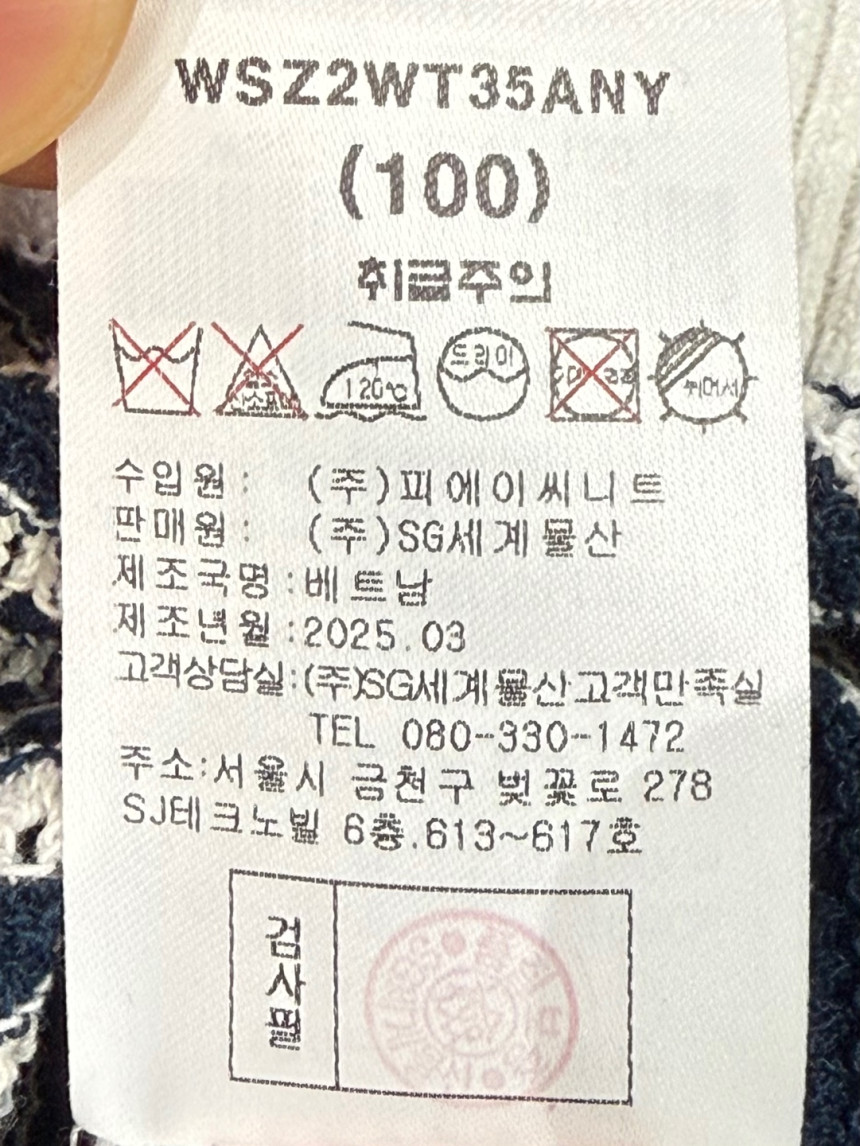 WSZ2WT35ANY
(100)
취급주의
120℃
드라이
뉘어서
수입원 : (주)피에이씨니트
판매원 : (주)SG세계물산
제조국명 :베트남
제조년월 :2025.03
고객상담실:(주)SG세계물산고객만족실
TEL 080-330-1472
주소:서울시 금천구 벚꽃로 278
SJ테크노빌 6층.613~617호
검사필